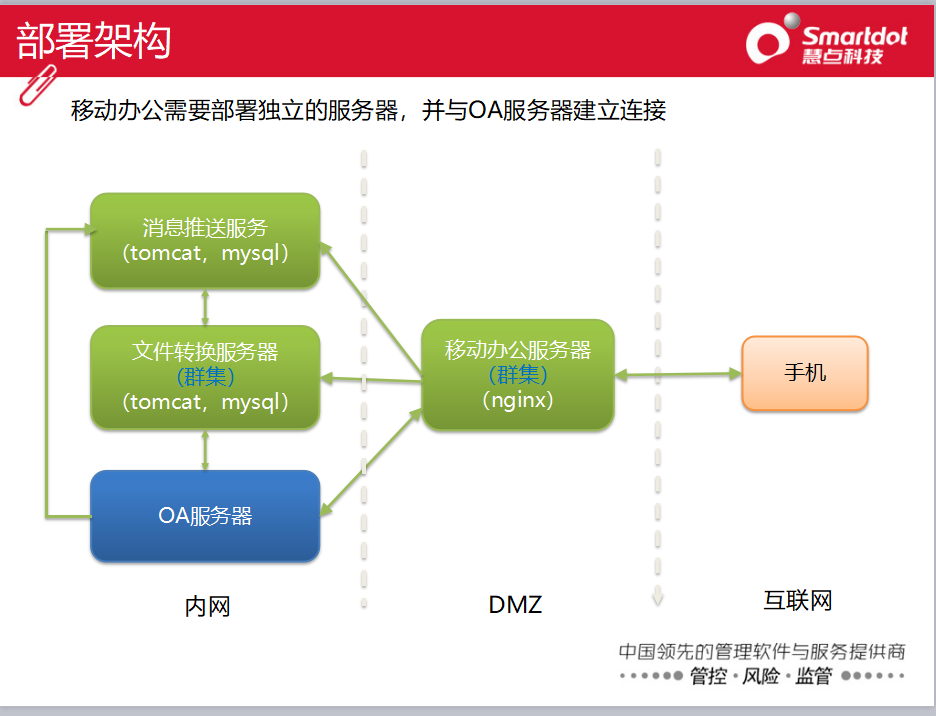 部署架构
Smartdot
慧点科技
移动办公需要部署独立的服务器，并与OA服务器建立连接
消息推送服务
（tomcat，mysql）
文件转换服务器
（群集）
（tomcat，mysql）
OA服务器
移动办公服务器
（群集）
（nginx）
手机
内网
DMZ
互联网
中国领先的管理软件与服务提供商
管控·风险·监管